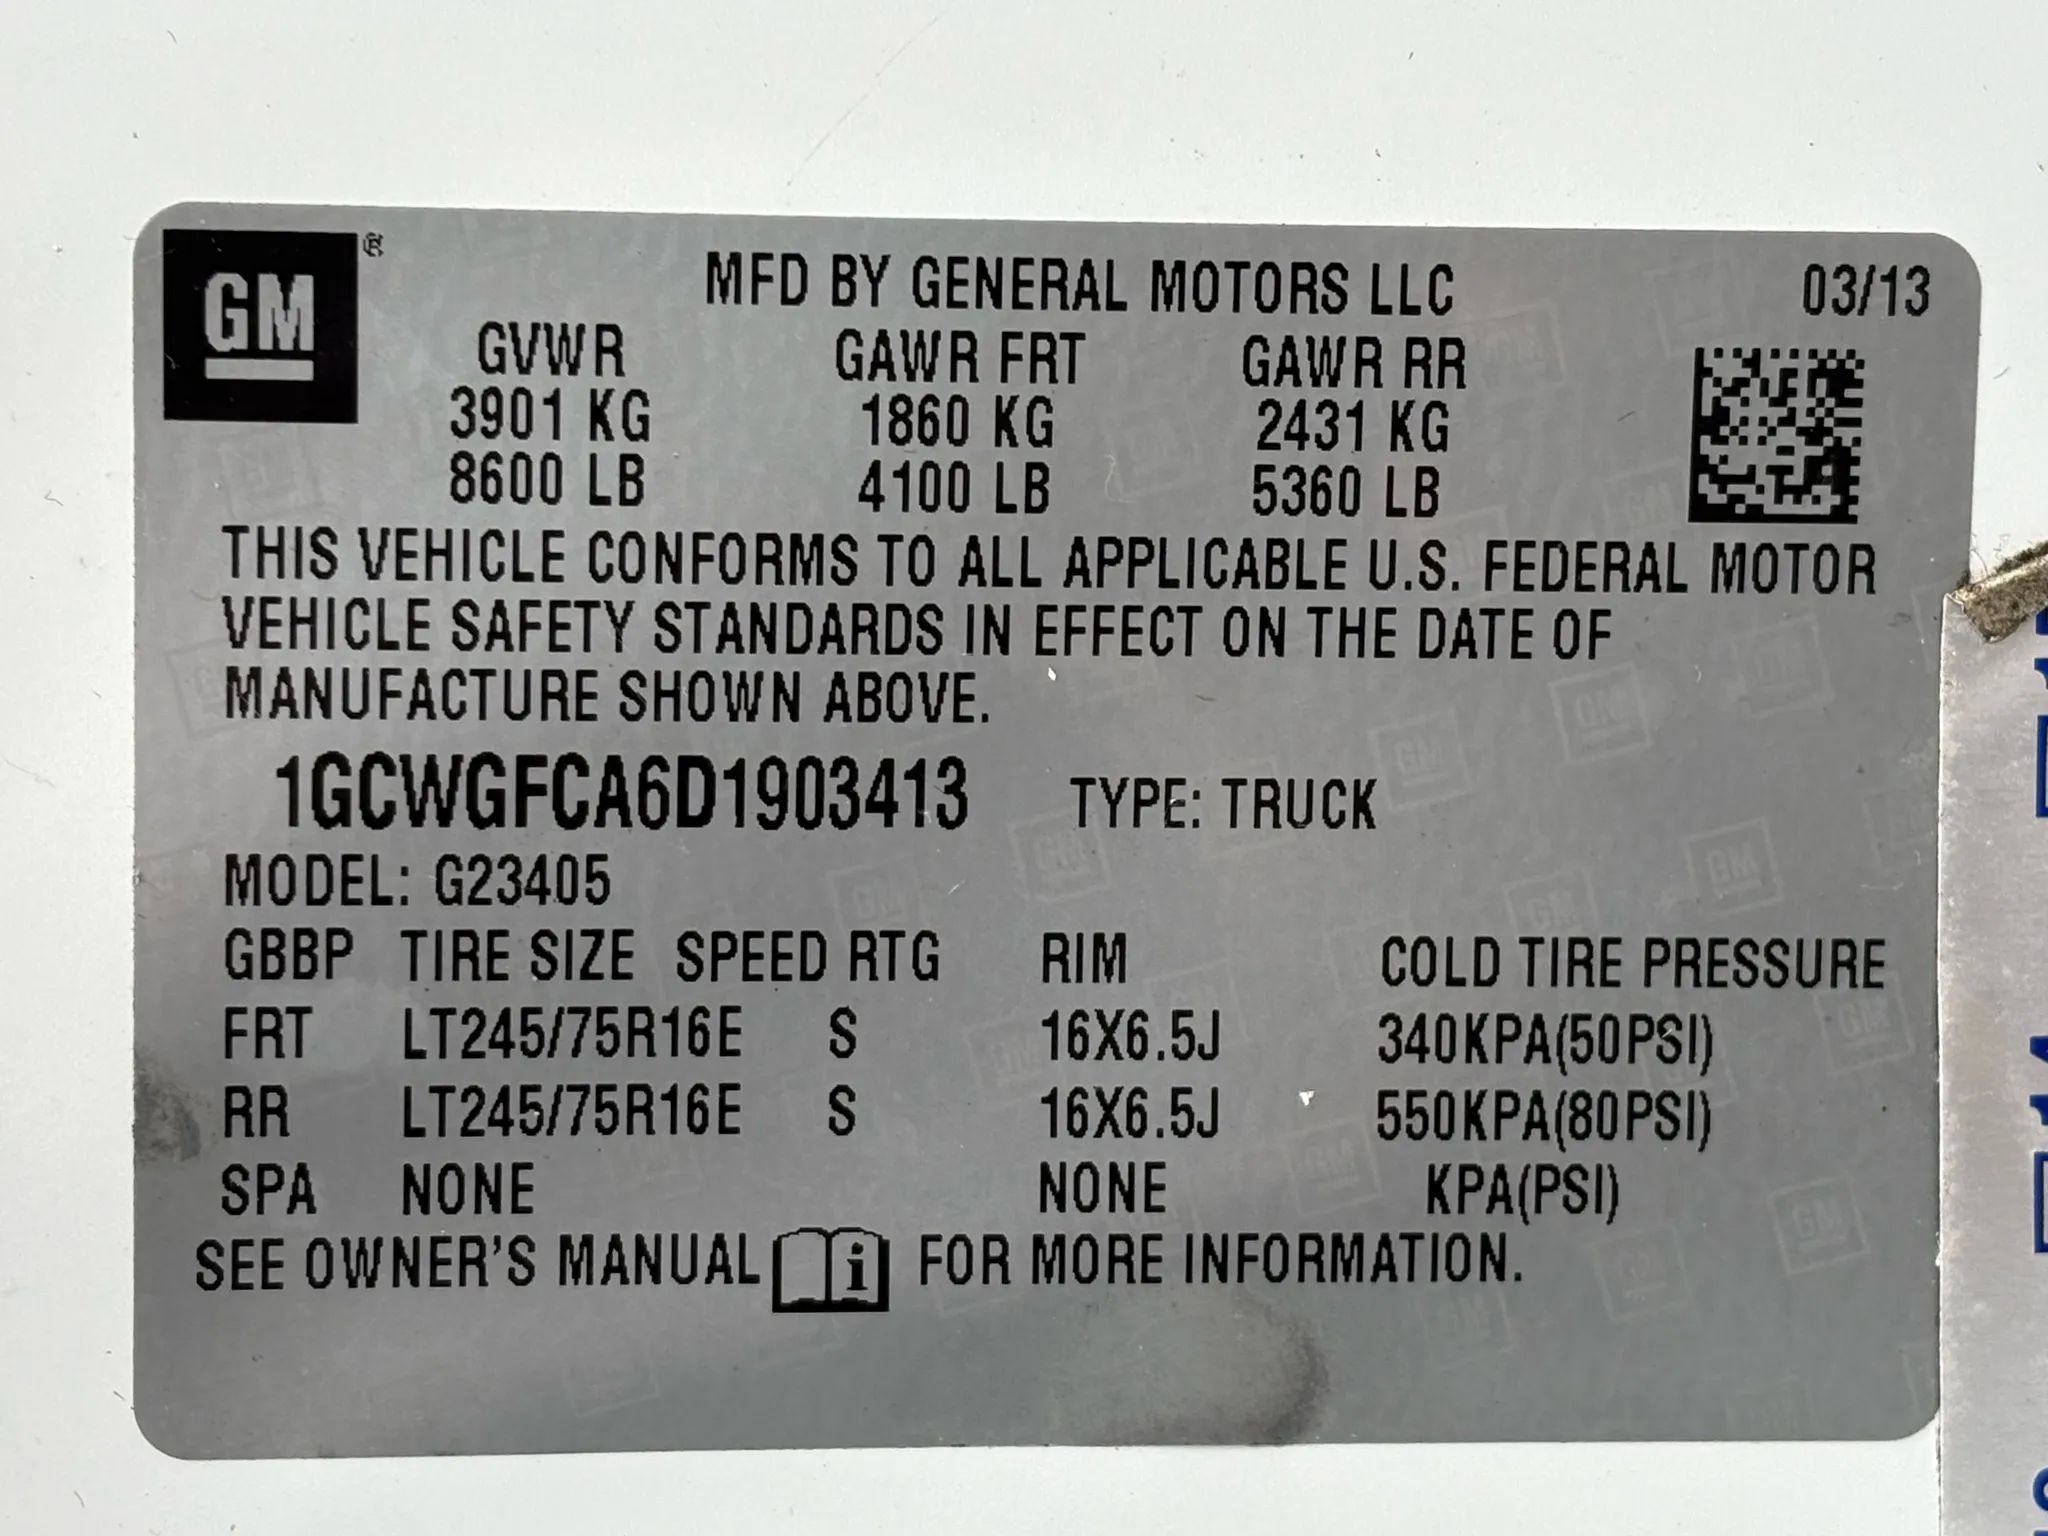 GM ®
MFD BY GENERAL MOTORS LLC 03/13
GVWR GAWR FRT GAWR RR
3901 KG 1860 KG 2431 KG
8600 LB 4100 LB 5360 LB
THIS VEHICLE CONFORMS TO ALL APPLICABLE U.S. FEDERAL MOTOR
VEHICLE SAFETY STANDARDS IN EFFECT ON THE DATE OF
MANUFACTURE SHOWN ABOVE.
1GCWGFCA6D1903413 TYPE: TRUCK
MODEL: G23405
GBBP TIRE SIZE SPEED RTG RIM COLD TIRE PRESSURE
FRT LT245/75R16E S 16X6.5J 340KPA(50PSI)
RR LT245/75R16E S 16X6.5J 550KPA(80PSI)
SPA NONE NONE KPA(PSI)
SEE OWNER'S MANUAL i FOR MORE INFORMATION.